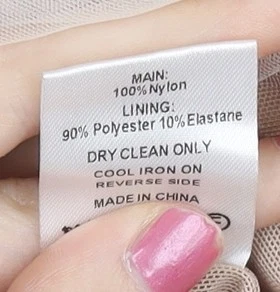 MAIN:
100% Nylon
LINING:
90% Polyester 10% Elastane
DRY CLEAN ONLY
COOL IRON ON
REVERSE SIDE
MADE IN CHINA